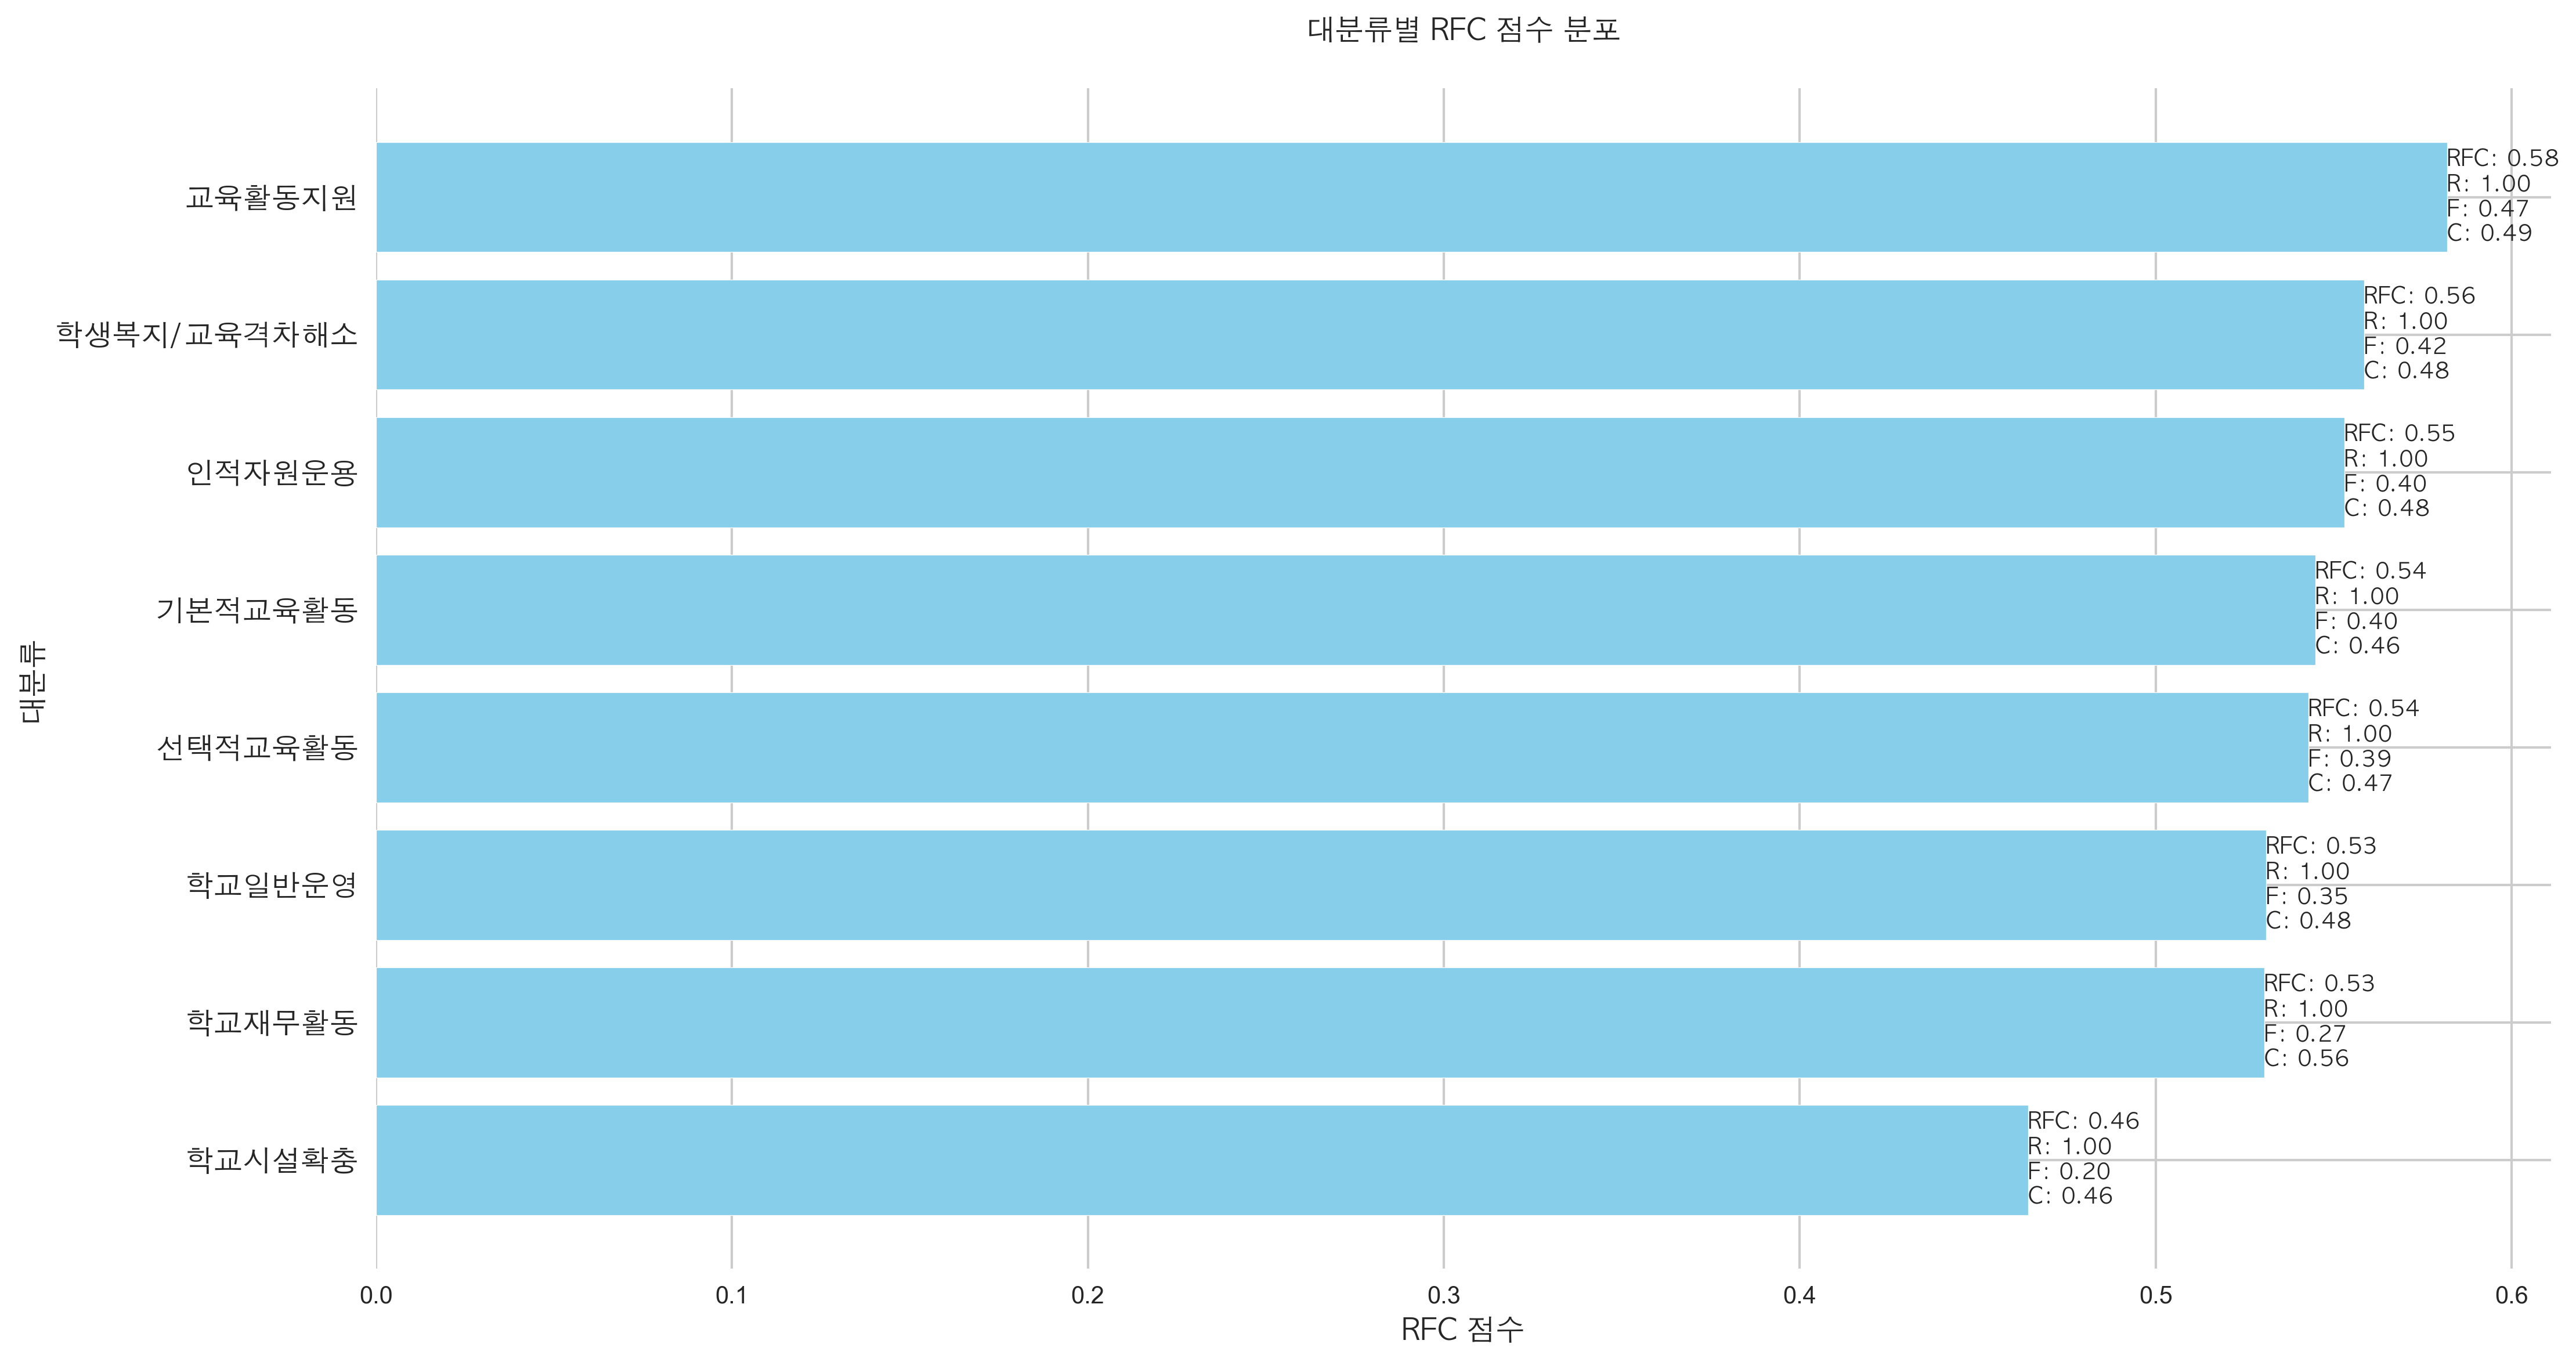 대분류별 RFC 점수 분포
대분류
교육활동지원
RFC: 0.58
R: 1.00
F: 0.47
C: 0.49
학생복지/교육격차해소
RFC: 0.56
R: 1.00
F: 0.42
C: 0.48
인적자원운용
RFC: 0.55
R: 1.00
F: 0.40
C: 0.48
기본적교육활동
RFC: 0.54
R: 1.00
F: 0.40
C: 0.46
선택적교육활동
RFC: 0.54
R: 1.00
F: 0.39
C: 0.47
학교일반운영
RFC: 0.53
R: 1.00
F: 0.35
C: 0.48
학교재무활동
RFC: 0.53
R: 1.00
F: 0.27
C: 0.56
학교시설확충
RFC: 0.46
R: 1.00
F: 0.20
C: 0.46
0.0 0.1 0.2 0.3 0.4 0.5 0.6
RFC 점수